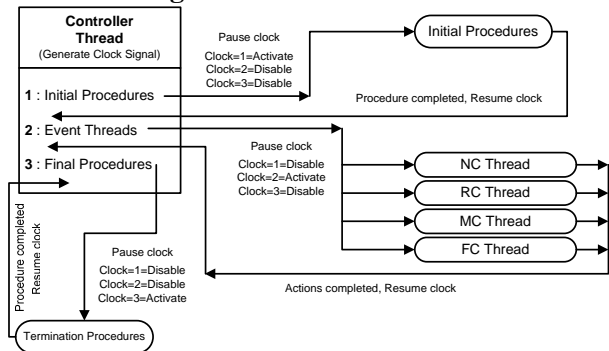 Controller
Thread
(Generate Clock Signal)
1 : Initial Procedures
2 : Event Threads
3 : Final Procedures
Pause clock
Clock=1=Activate
Clock=2=Disable
Clock=3=Disable
Initial Procedures
Procedure completed, Resume clock
Pause clock
Clock=1=Disable
Clock=2=Activate
Clock=3=Disable
NC Thread
RC Thread
MC Thread
FC Thread
Actions completed, Resume clock
Pause clock
Clock=1=Disable
Clock=2=Disable
Clock=3=Activate
Procedure completed
Resume clock
Termination Procedures